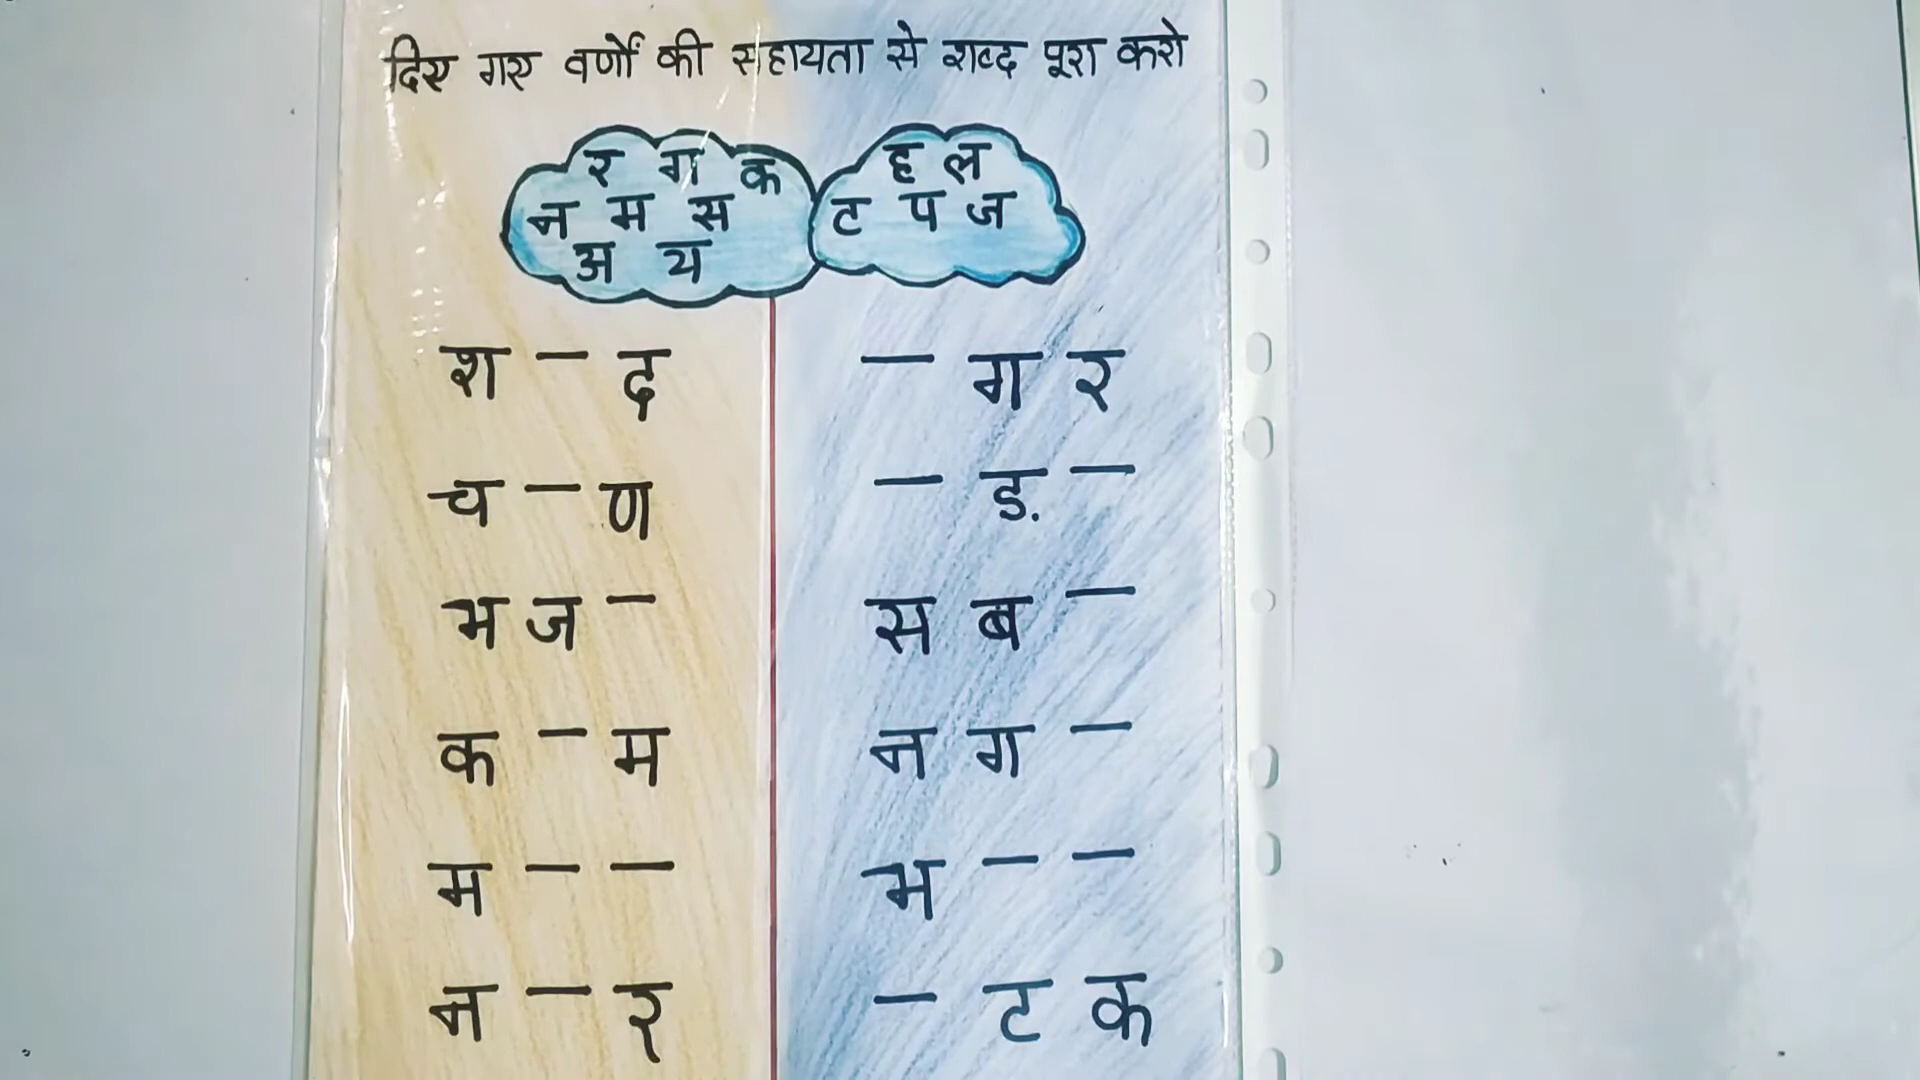 दिए गए वर्णों की सहायता से शब्द पूरा करो
र ग क
न म स
अ य
ह ल
ट प ज
श - द
च - ण
भ ज -
क - म
म - -
न - र
- ग र
- ड़ -
स ब -
न ग -
भ - -
- ट क